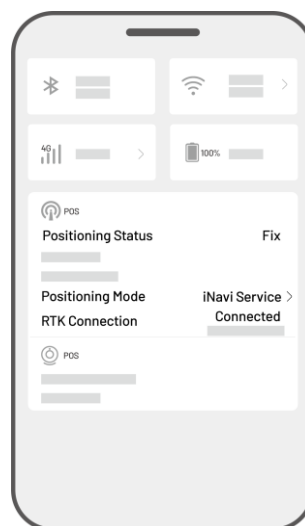 4G
100%
POS
Positioning Status Fix
Positioning Mode iNavi Service >
RTK Connection Connected
POS